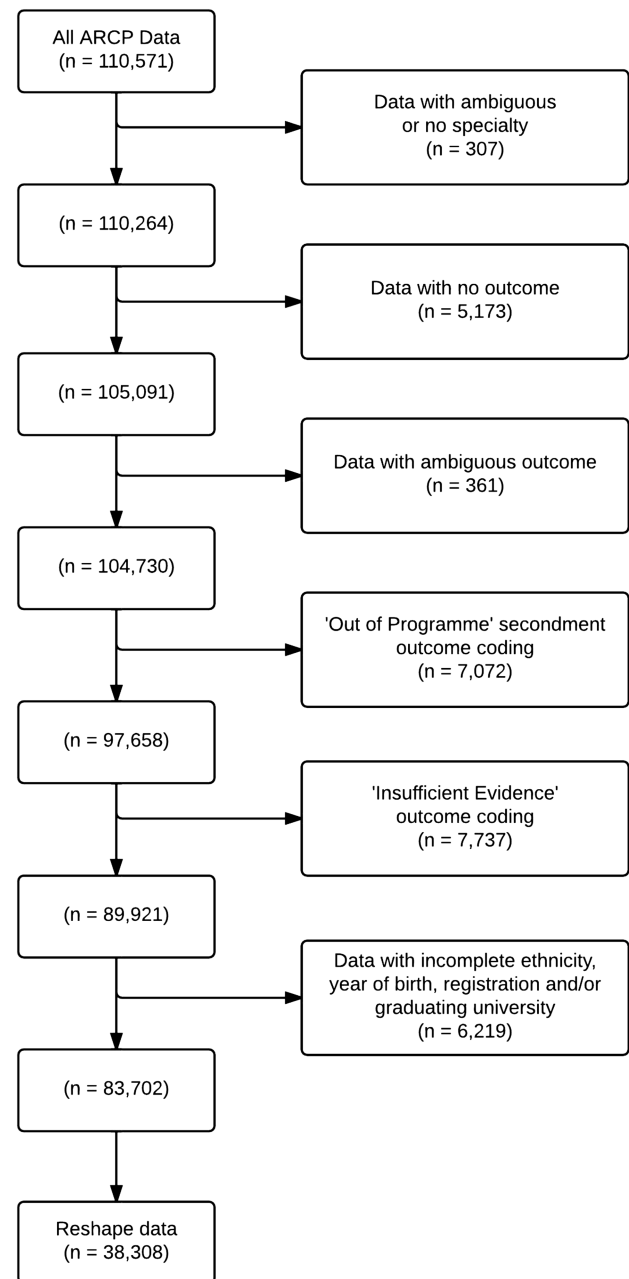 All ARCP Data
(n = 110,571)
Data with ambiguous
or no specialty
(n = 307)
(n = 110,264)
Data with no outcome
(n = 5,173)
(n = 105,091)
Data with ambiguous outcome
(n = 361)
(n = 104,730)
'Out of Programme' secondment
outcome coding
(n = 7,072)
(n = 97,658)
'Insufficient Evidence'
outcome coding
(n = 7,737)
(n = 89,921)
Data with incomplete ethnicity,
year of birth, registration and/or
graduating university
(n = 6,219)
(n = 83,702)
Reshape data
(n = 38,308)